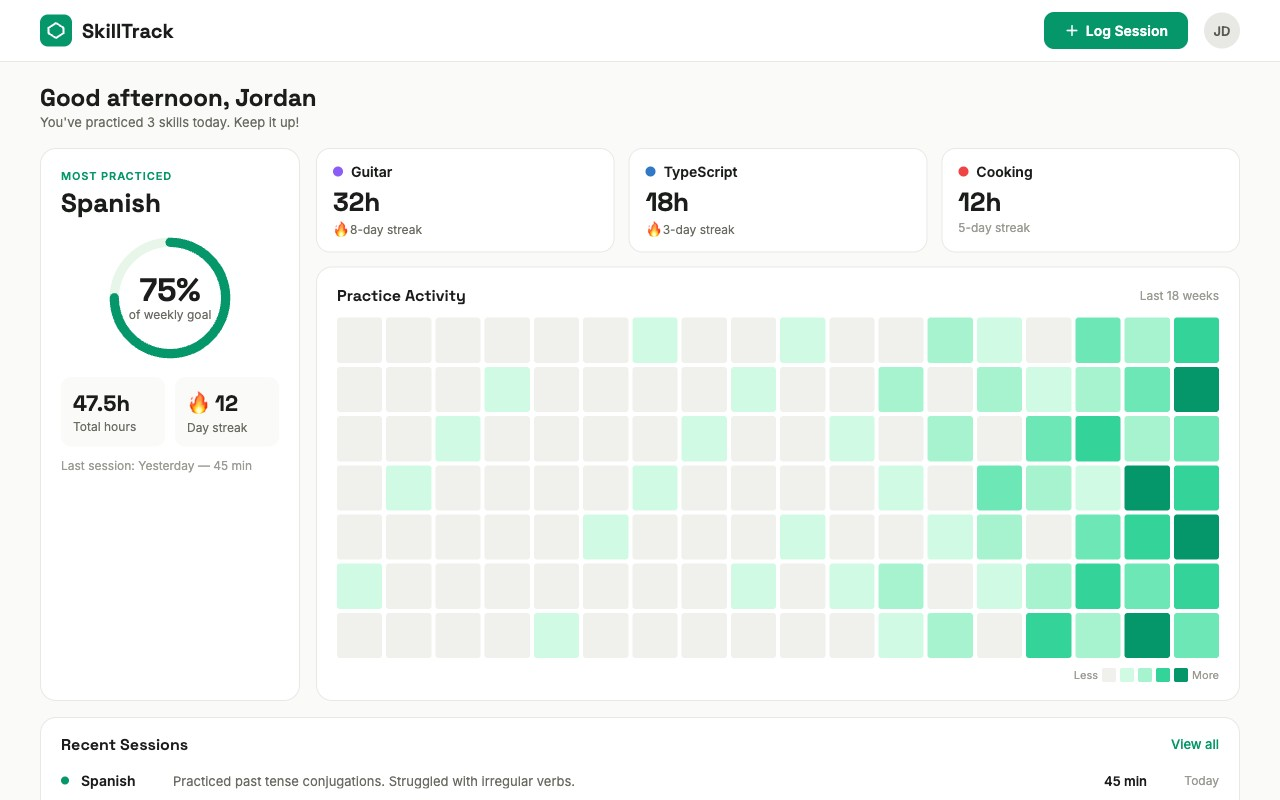 SkillTrack
Log Session
JD
Good afternoon, Jordan
You've practiced 3 skills today. Keep it up!
MOST PRACTICED
Spanish
75%
of weekly goal
47.5h
Total hours
🔥 12
Day streak
Last session: Yesterday — 45 min
Guitar
32h
🔥8-day streak
TypeScript
18h
🔥3-day streak
Cooking
12h
5-day streak
Practice Activity
Last 18 weeks
Less
More
Recent Sessions
View all
Spanish
Practiced past tense conjugations. Struggled with irregular verbs.
45 min
Today